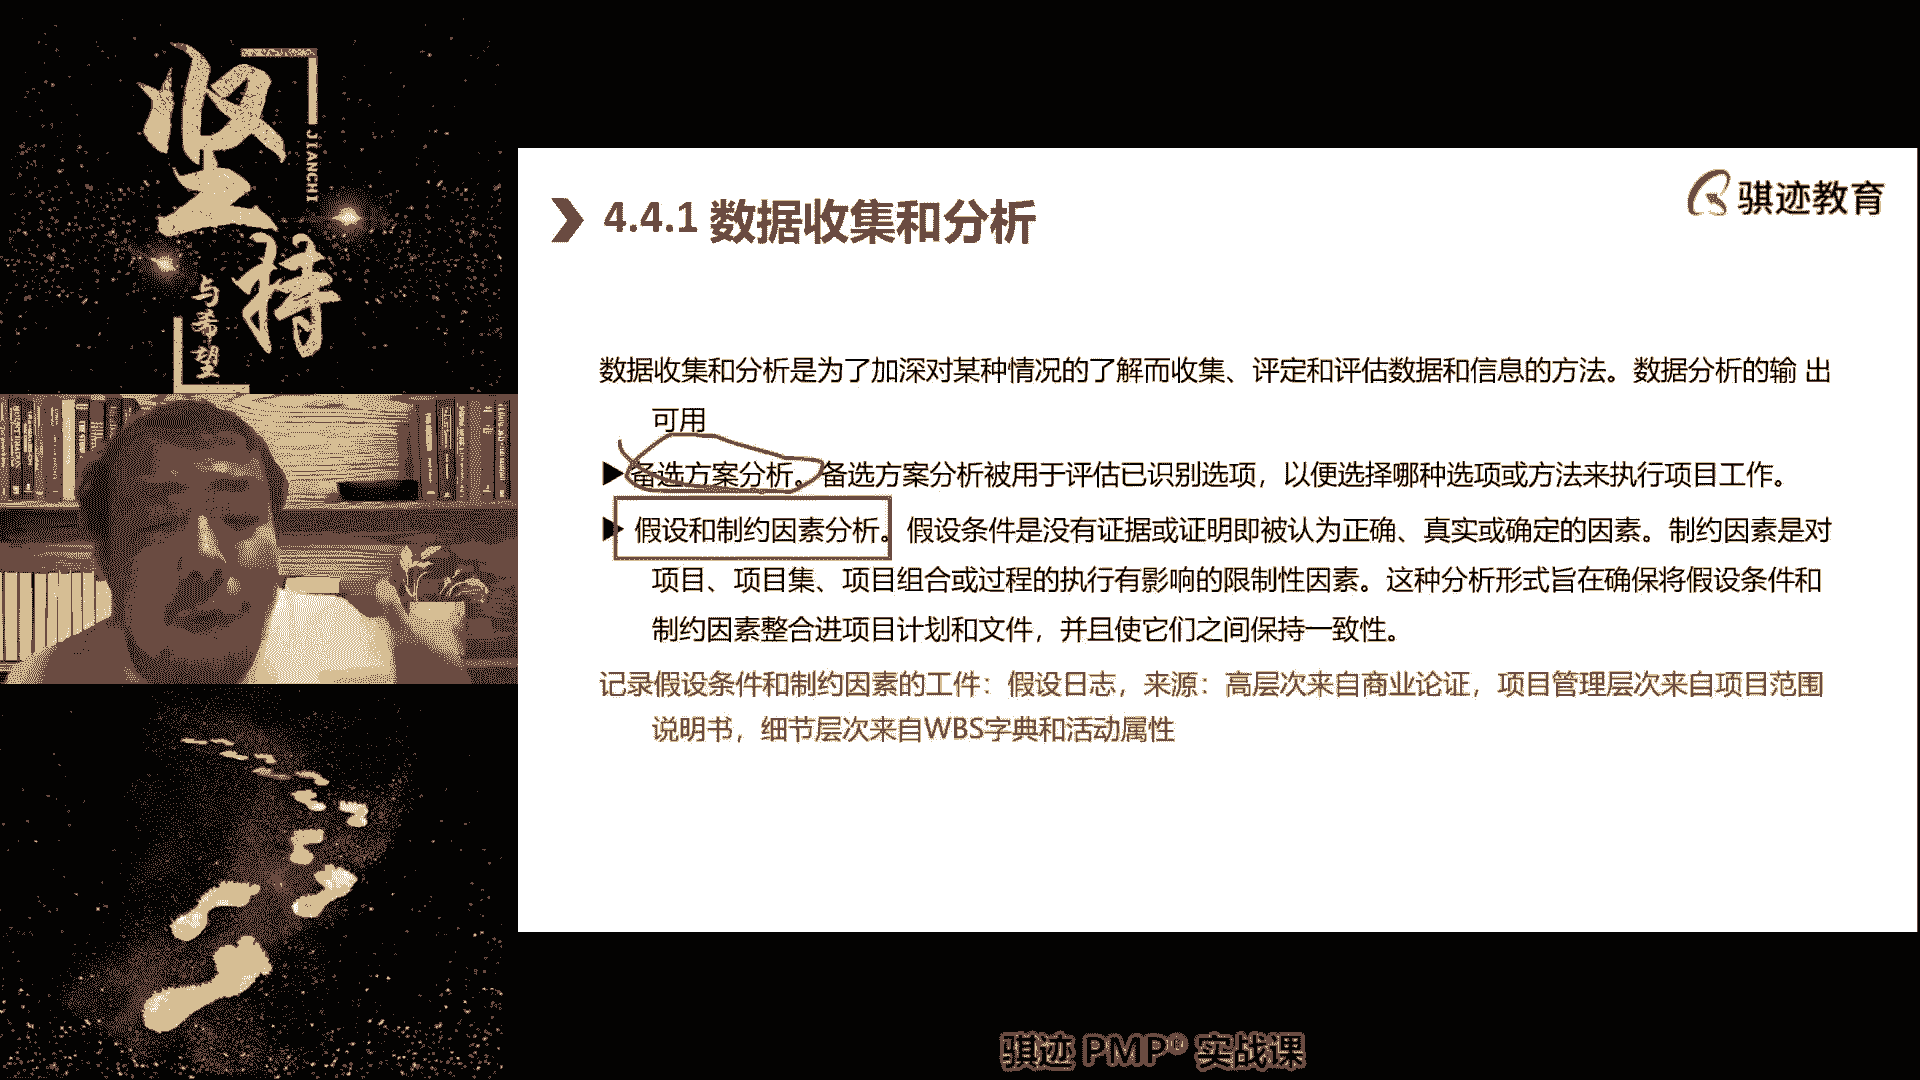 坚持
JIANCHI
与希望
骐迹教育
4.4.1 数据收集和分析
数据收集和分析是为了加深对某种情况的了解而收集、评定和评估数据和信息的方法。数据分析的输 出
可用
备选方案分析。备选方案分析被用于评估已识别选项，以便选择哪种选项或方法来执行项目工作。
假设和制约因素分析。假设条件是没有证据或证明即被认为正确、真实或确定的因素。制约因素是对
项目、项目集、项目组合或过程的执行有影响的限制性因素。这种分析形式旨在确保将假设条件和
制约因素整合进项目计划和文件，并且使它们之间保持一致性。
记录假设条件和制约因素的工件：假设日志，来源：高层次来自商业论证，项目管理层次来自项目范围
说明书，细节层次来自WBS字典和活动属性
骐迹 PMP® 实战课